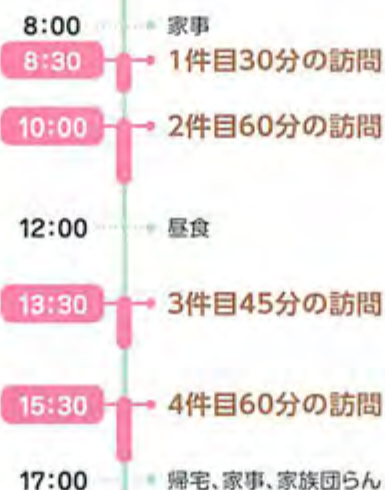 8:00 家事
8:30 1件目30分の訪問
10:00 2件目60分の訪問
12:00 昼食
13:30 3件目45分の訪問
15:30 4件目60分の訪問
17:00 帰宅、家事、家族団らん